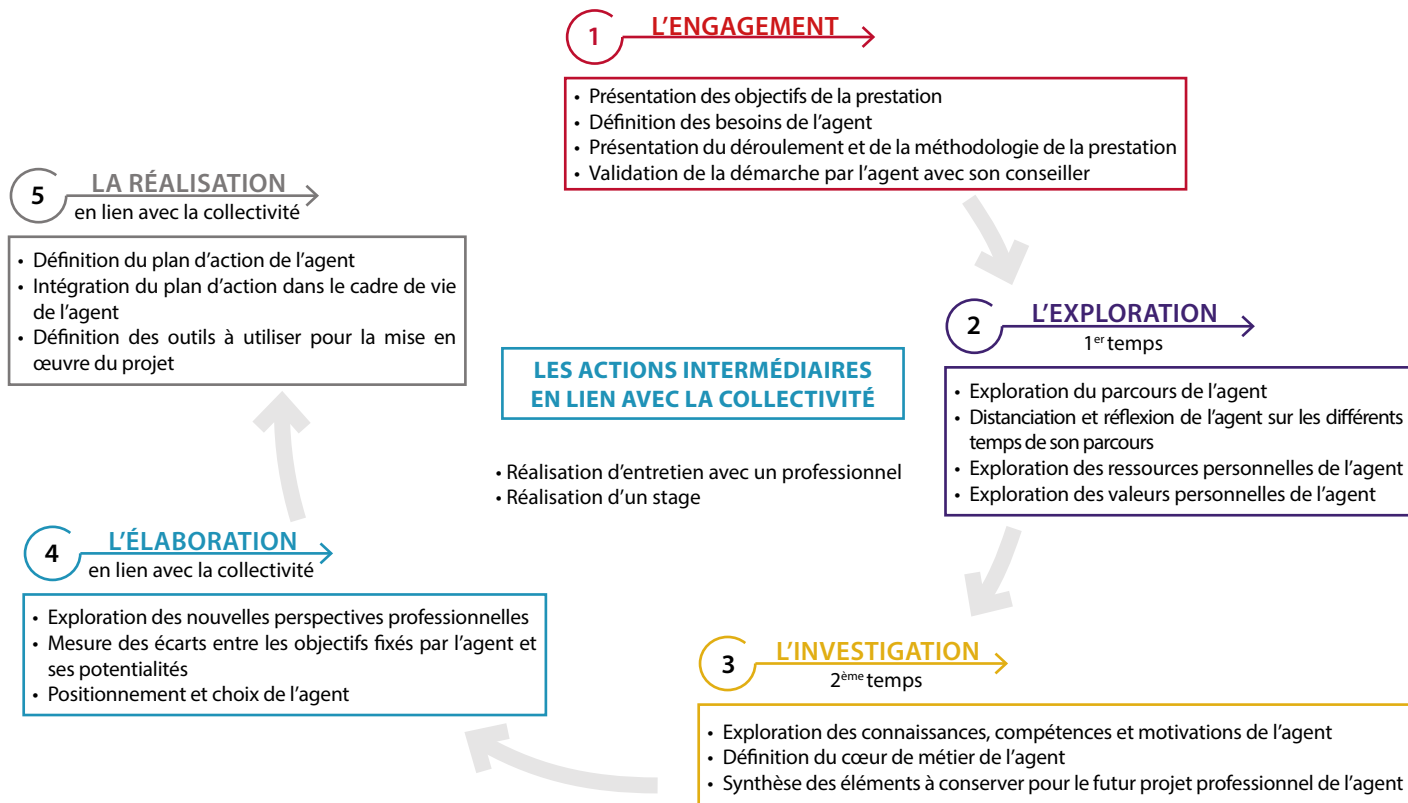 1
L'ENGAGEMENT
• Présentation des objectifs de la prestation
• Définition des besoins de l'agent
• Présentation du déroulement et de la méthodologie de la prestation
• Validation de la démarche par l'agent avec son conseiller
2
L'EXPLORATION
1er temps
• Exploration du parcours de l'agent
• Distanciation et réflexion de l'agent sur les différents
temps de son parcours
• Exploration des ressources personnelles de l'agent
• Exploration des valeurs personnelles de l'agent
3
L'INVESTIGATION
2ème temps
• Exploration des connaissances, compétences et motivations de l'agent
• Définition du cœur de métier de l'agent
• Synthèse des éléments à conserver pour le futur projet professionnel de l'agent
4
L'ÉLABORATION
en lien avec la collectivité
• Exploration des nouvelles perspectives professionnelles
• Mesure des écarts entre les objectifs fixés par l'agent et
ses potentialités
• Positionnement et choix de l'agent
5
LA RÉALISATION
en lien avec la collectivité
• Définition du plan d'action de l'agent
• Intégration du plan d'action dans le cadre de vie
de l'agent
• Définition des outils à utiliser pour la mise en
œuvre du projet
LES ACTIONS INTERMÉDIAIRES
EN LIEN AVEC LA COLLECTIVITÉ
• Réalisation d'entretien avec un professionnel
• Réalisation d'un stage